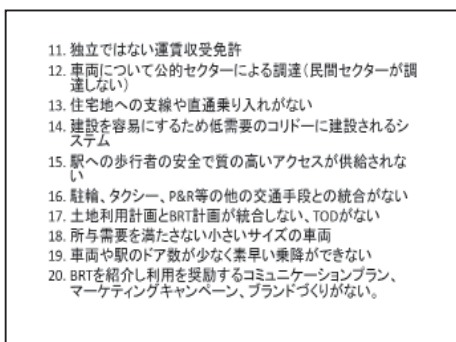 11. 独立ではない運賃収受免許
12. 車両について公的セクターによる調達（民間セクターが調
達しない）
13. 住宅地への支線や直通乗り入れがない
14. 建設を容易にするため低需要のコリドーに建設されるシ
ステム
15. 駅への歩行者の安全で質の高いアクセスが供給されな
い
16. 駐輪、タクシー、P&R等の他の交通手段との統合がない
17. 土地利用計画とBRT計画が統合しない、TODがない
18. 所与需要を満たさない小さいサイズの車両
19. 車両や駅のドア数が少なく素早い乗降ができない
20. BRTを紹介し利用を奨励するコミュニケーションプラン、
マーケティングキャンペーン、ブランドづくりがない。